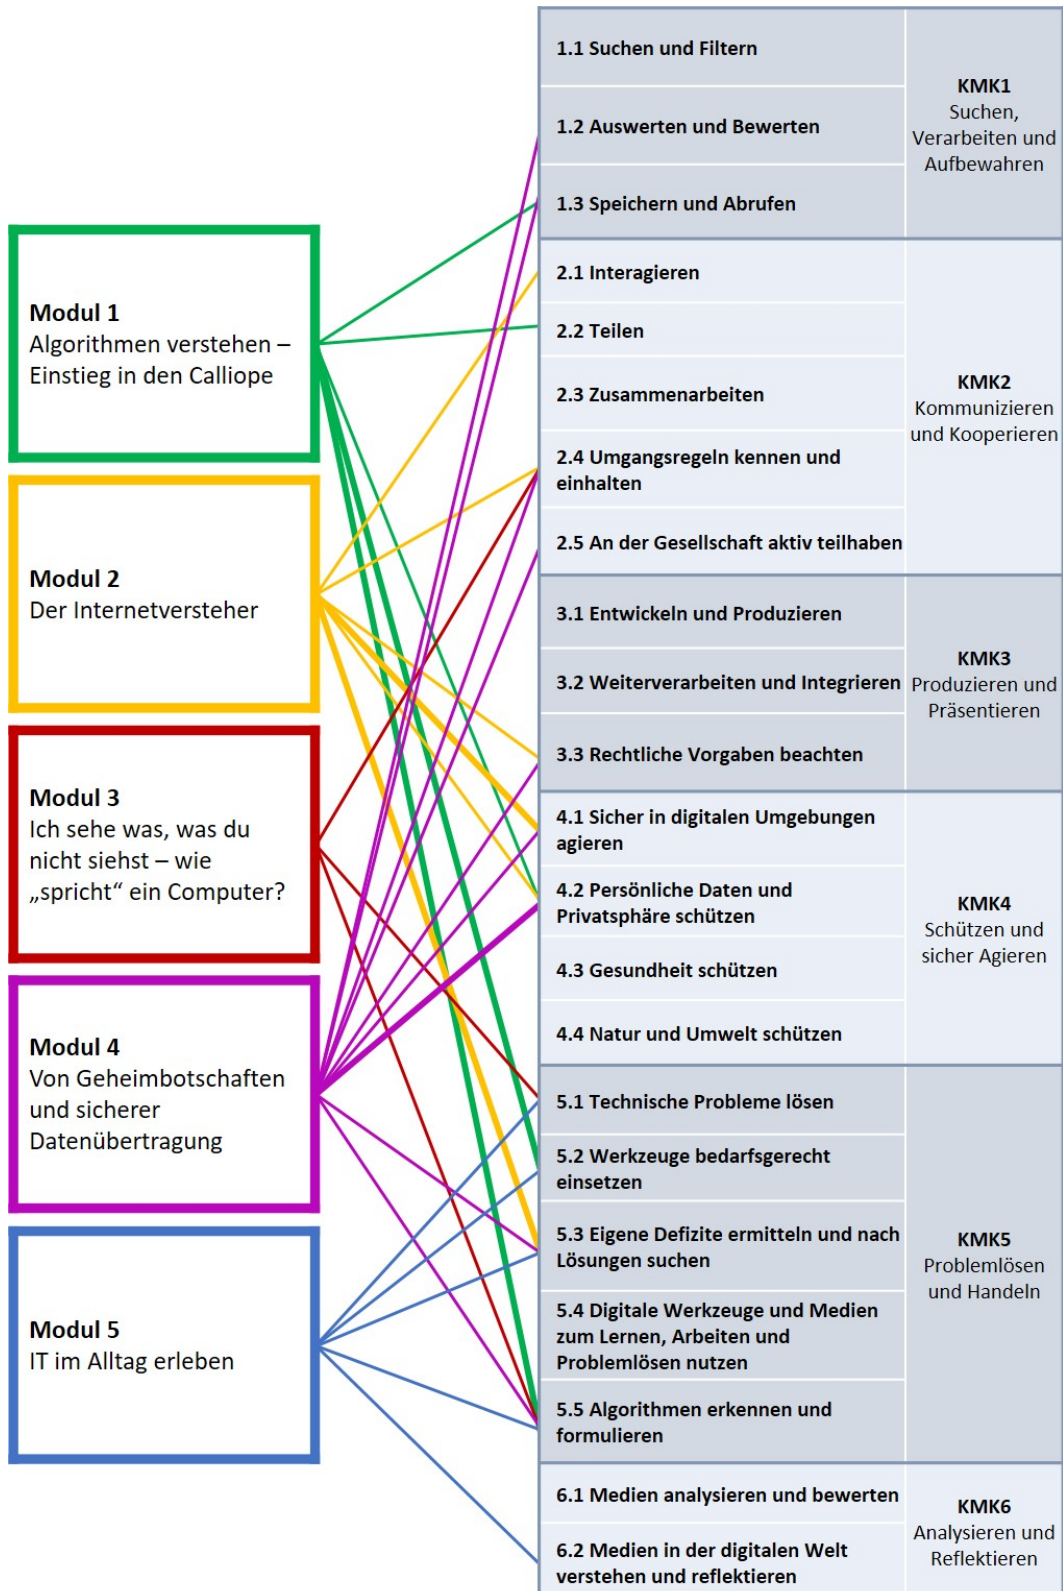 Modul 1
Algorithmen verstehen –
Einstieg in den Calliope
Modul 2
Der Internetversteher
Modul 3
Ich sehe was, was du
nicht siehst – wie
„spricht“ ein Computer?
Modul 4
Von Geheimbotschaften
und sicherer
Datenübertragung
Modul 5
IT im Alltag erleben
1.1 Suchen und Filtern
1.2 Auswerten und Bewerten
1.3 Speichern und Abrufen
KMK1
Suchen,
Verarbeiten und
Aufbewahren
2.1 Interagieren
2.2 Teilen
2.3 Zusammenarbeiten
2.4 Umgangsregeln kennen und
einhalten
2.5 An der Gesellschaft aktiv teilhaben
KMK2
Kommunizieren
und Kooperieren
3.1 Entwickeln und Produzieren
3.2 Weiterverarbeiten und Integrieren
3.3 Rechtliche Vorgaben beachten
KMK3
Produzieren und
Präsentieren
4.1 Sicher in digitalen Umgebungen
agieren
4.2 Persönliche Daten und
Privatsphäre schützen
4.3 Gesundheit schützen
4.4 Natur und Umwelt schützen
KMK4
Schützen und
sicher Agieren
5.1 Technische Probleme lösen
5.2 Werkzeuge bedarfsgerecht
einsetzen
5.3 Eigene Defizite ermitteln und nach
Lösungen suchen
5.4 Digitale Werkzeuge und Medien
zum Lernen, Arbeiten und
Problemlösen nutzen
5.5 Algorithmen erkennen und
formulieren
KMK5
Problemlösen
und Handeln
6.1 Medien analysieren und bewerten
6.2 Medien in der digitalen Welt
verstehen und reflektieren
KMK6
Analysieren und
Reflektieren